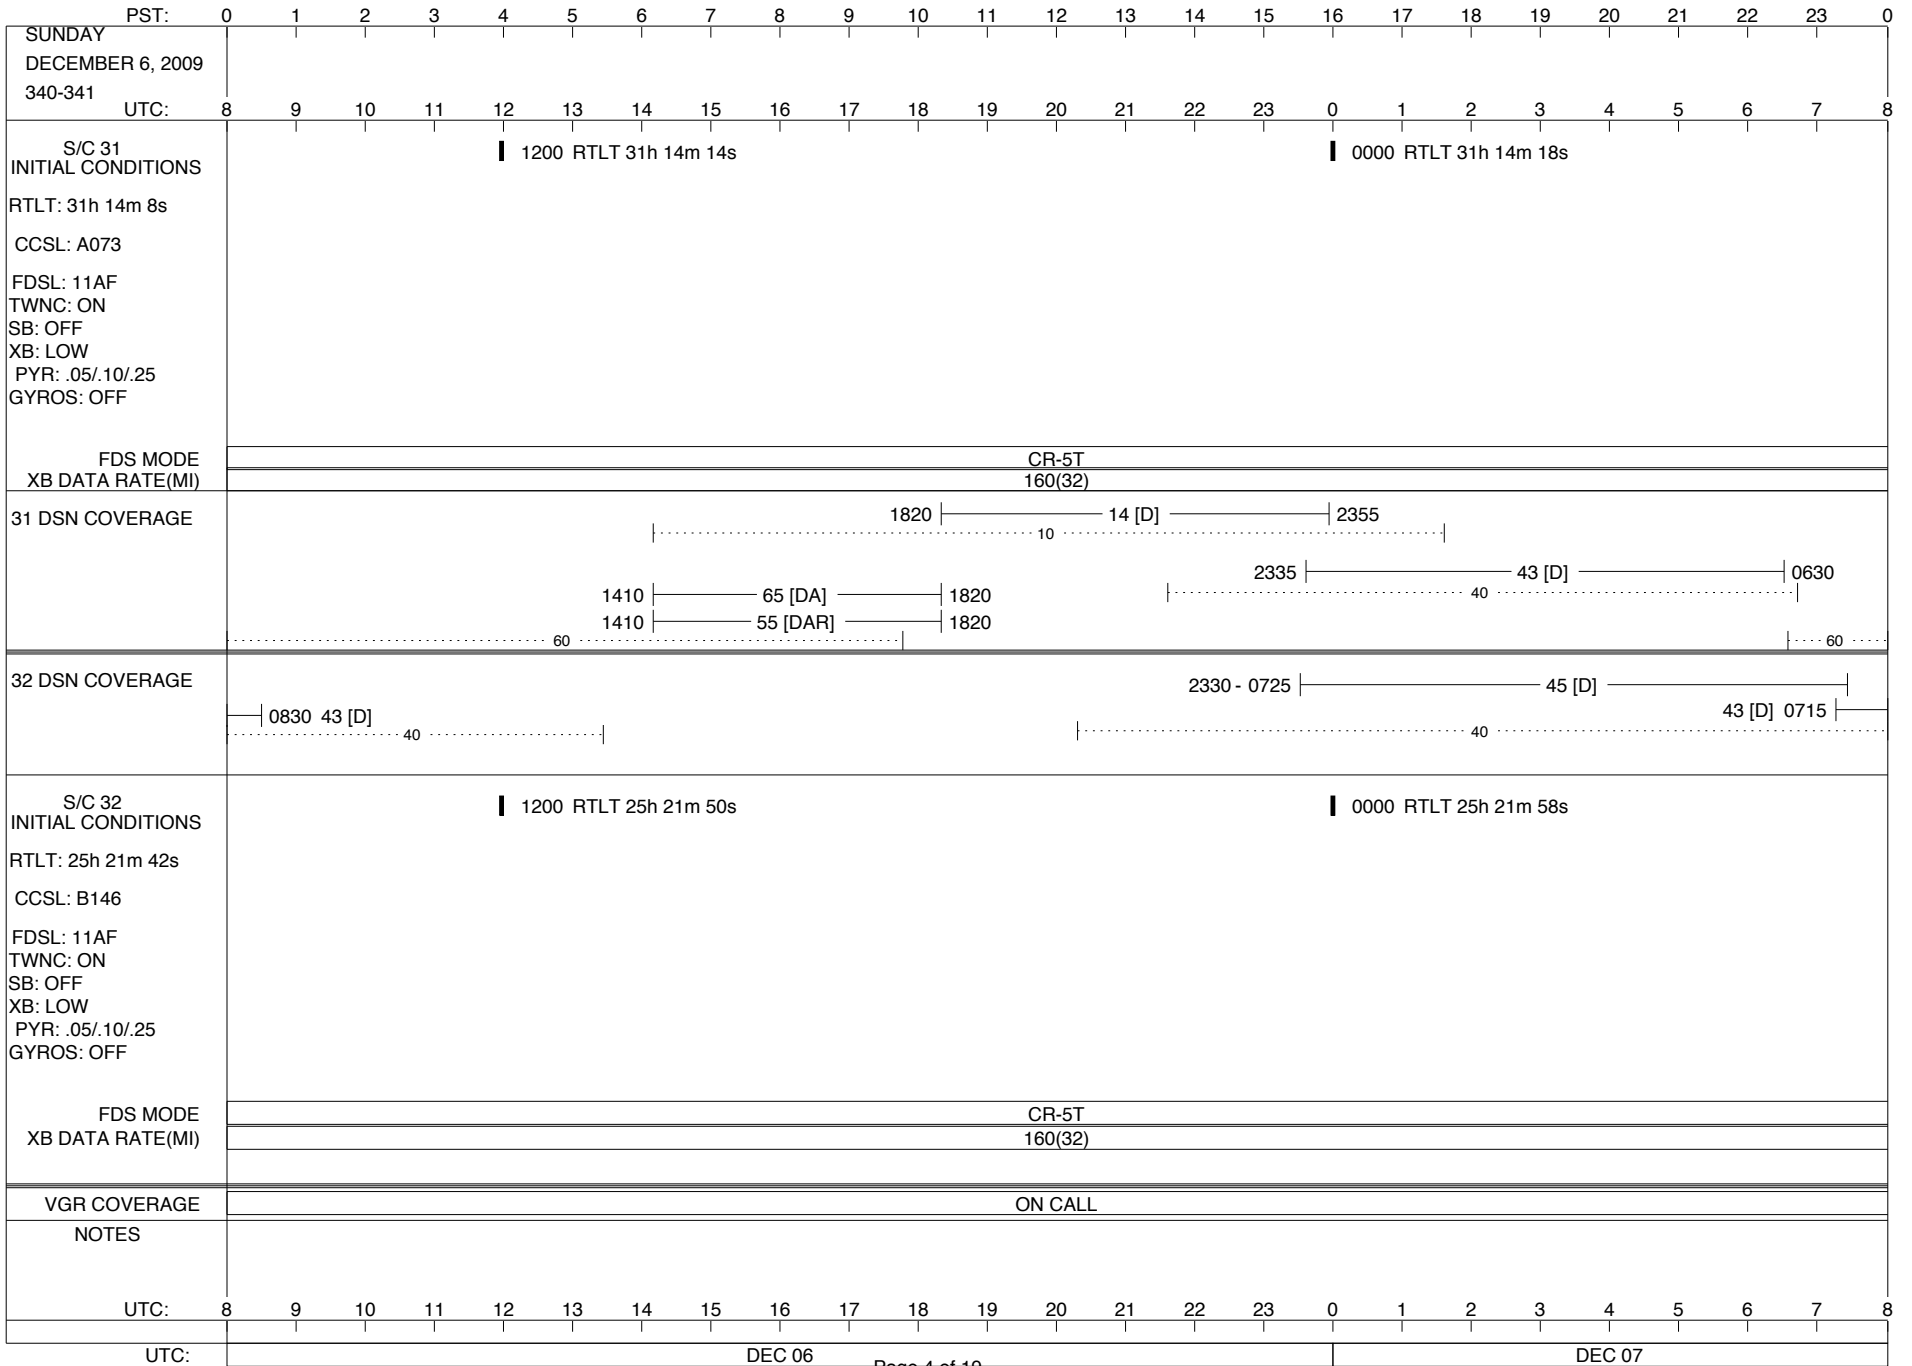 PST: 0 1 2 3 4 5 6 7 8 9 10 11 12 13 14 15 16 17 18 19 20 21 22 23 0
SUNDAY
DECEMBER 6, 2009
340-341
UTC: 8 9 10 11 12 13 14 15 16 17 18 19 20 21 22 23 0 1 2 3 4 5 6 7 8
S/C 31
INITIAL CONDITIONS
1200 RTLT 31h 14m 14s
0000 RTLT 31h 14m 18s
RTLT: 31h 14m 8s
CCSL: A073
FDSL: 11AF
TWNC: ON
SB: OFF
XB: LOW
PYR: .05/.10/.25
GYROS: OFF
FDS MODE CR-5T
XB DATA RATE(MI) 160(32)
31 DSN COVERAGE
1820 14 [D] 2355
10
2335 43 [D] 0630
40
1410 65 [DA] 1820
1410 55 [DAR] 1820
60 60
32 DSN COVERAGE
2330 - 0725 45 [D]
0830 43 [D]
43 [D] 0715
40 40
S/C 32
INITIAL CONDITIONS
1200 RTLT 25h 21m 50s
0000 RTLT 25h 21m 58s
RTLT: 25h 21m 42s
CCSL: B146
FDSL: 11AF
TWNC: ON
SB: OFF
XB: LOW
PYR: .05/.10/.25
GYROS: OFF
FDS MODE CR-5T
XB DATA RATE(MI) 160(32)
VGR COVERAGE ON CALL
NOTES
UTC: 8 9 10 11 12 13 14 15 16 17 18 19 20 21 22 23 0 1 2 3 4 5 6 7 8
UTC: DEC 06 DEC 07
Page 4 of 19